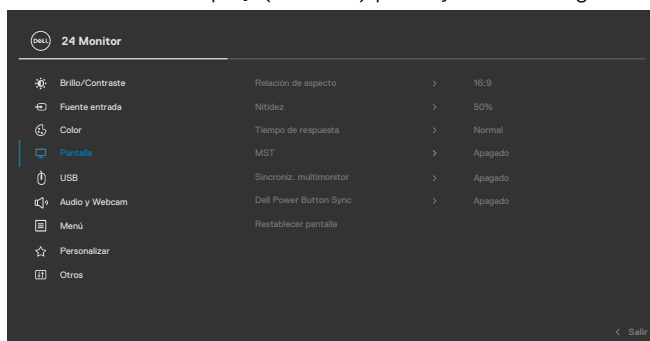 DELL 24 Monitor
Brillo/Contraste Relación de aspecto > 16:9
Fuente entrada Nitidez > 50%
Color Tiempo de respuesta > Normal
Pantalla MST > Apagado
USB Sincroniz. multimonitor > Apagado
Audio y Webcam Dell Power Button Sync > Apagado
Menú Restablecer pantalla
Personalizar
Otros
< Salir